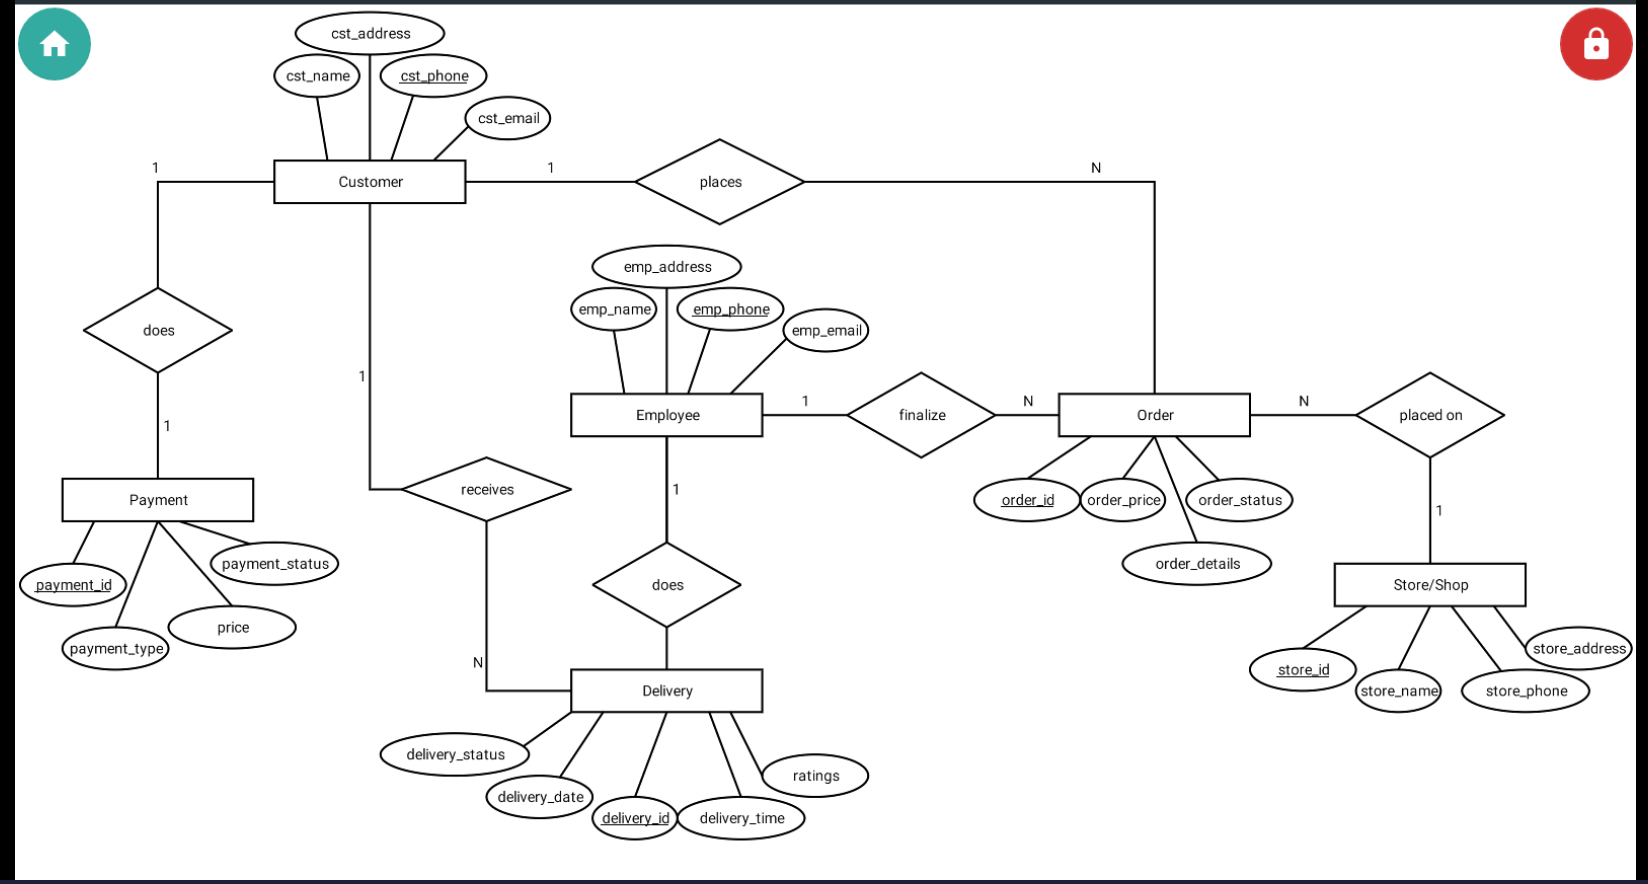 cst_address
cst_name
cst_phone
cst_email
1
Customer
1
places
N
emp_address
emp_name
emp_phone
emp_email
does
1
1
Employee
1
finalize
N
Order
N
placed on
1
receives
1
Payment
order_id
order_price
order_status
1
payment_status
order_details
payment_id
does
Store/Shop
price
payment_type
store_address
N
store_id
Delivery
store_name
store_phone
delivery_status
ratings
delivery_date
delivery_id
delivery_time